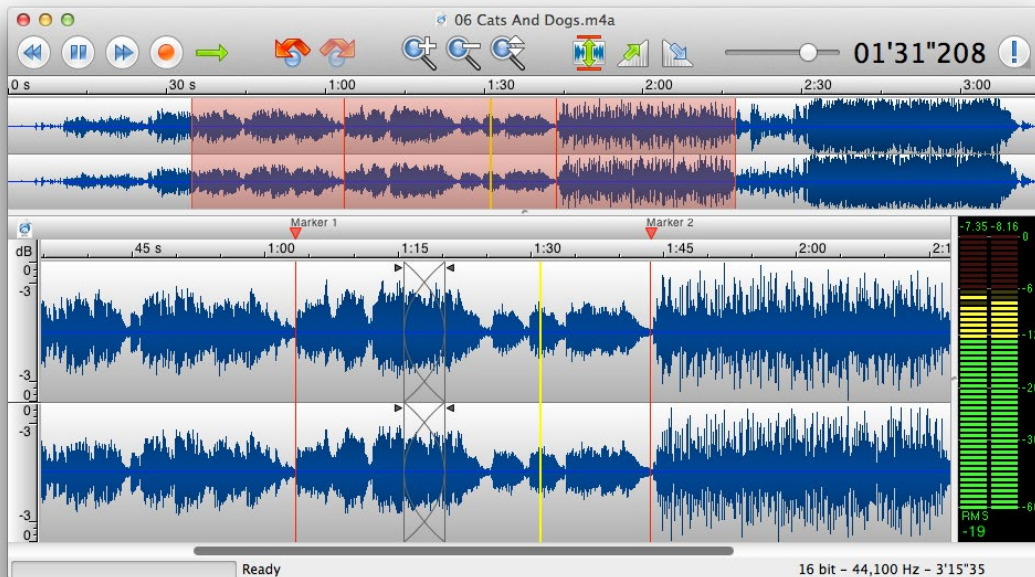 06 Cats And Dogs.m4a
01'31"208
0 s 30 s 1:00 1:30 2:00 2:30 3:00
Marker 1 Marker 2
-7.35 -8.16
dB 45 s 1:00 1:15 1:30 1:45 2:00 2:1
0
-3
-3
0
0
-3
-3
0
0
-6
-30
-60
RMS
-19
Ready 16 bit – 44,100 Hz – 3'15"35